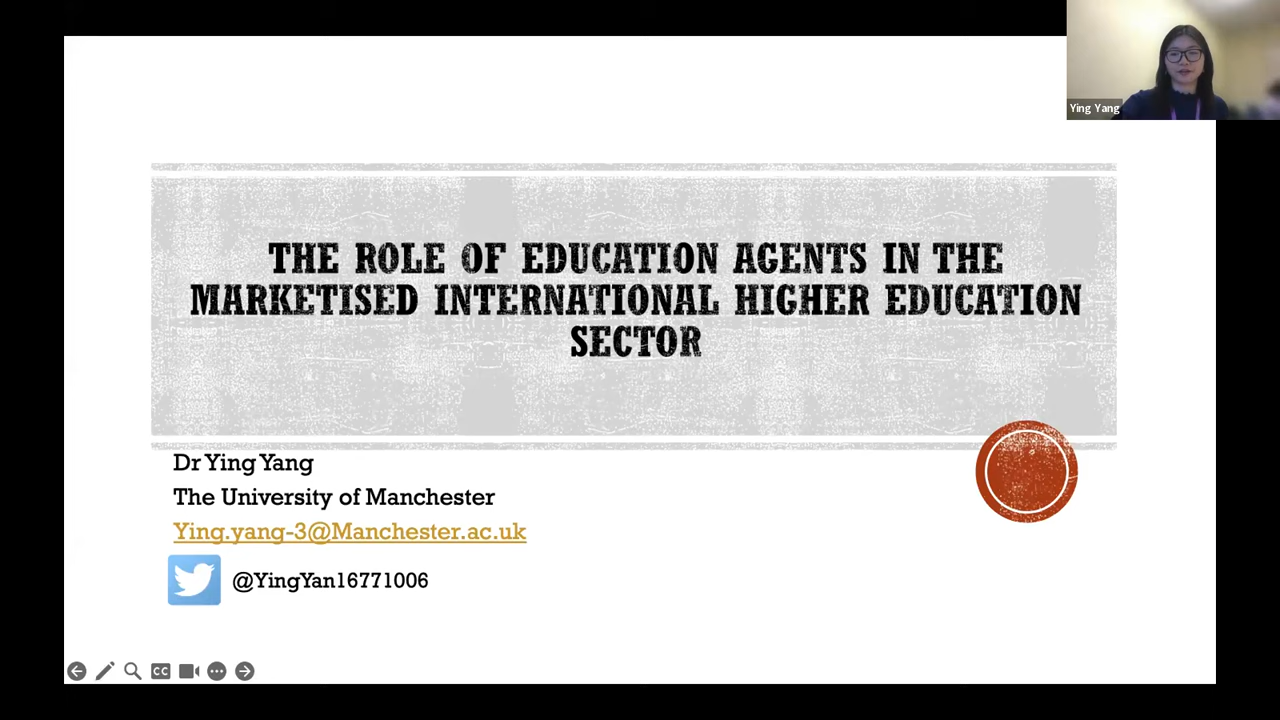 Ying Yang
THE ROLE OF EDUCATION AGENTS IN THE
MARKETISED INTERNATIONAL HIGHER EDUCATION
SECTOR
Dr Ying Yang
The University of Manchester
Ying.yang-3@Manchester.ac.uk
@YingYan16771006
CC